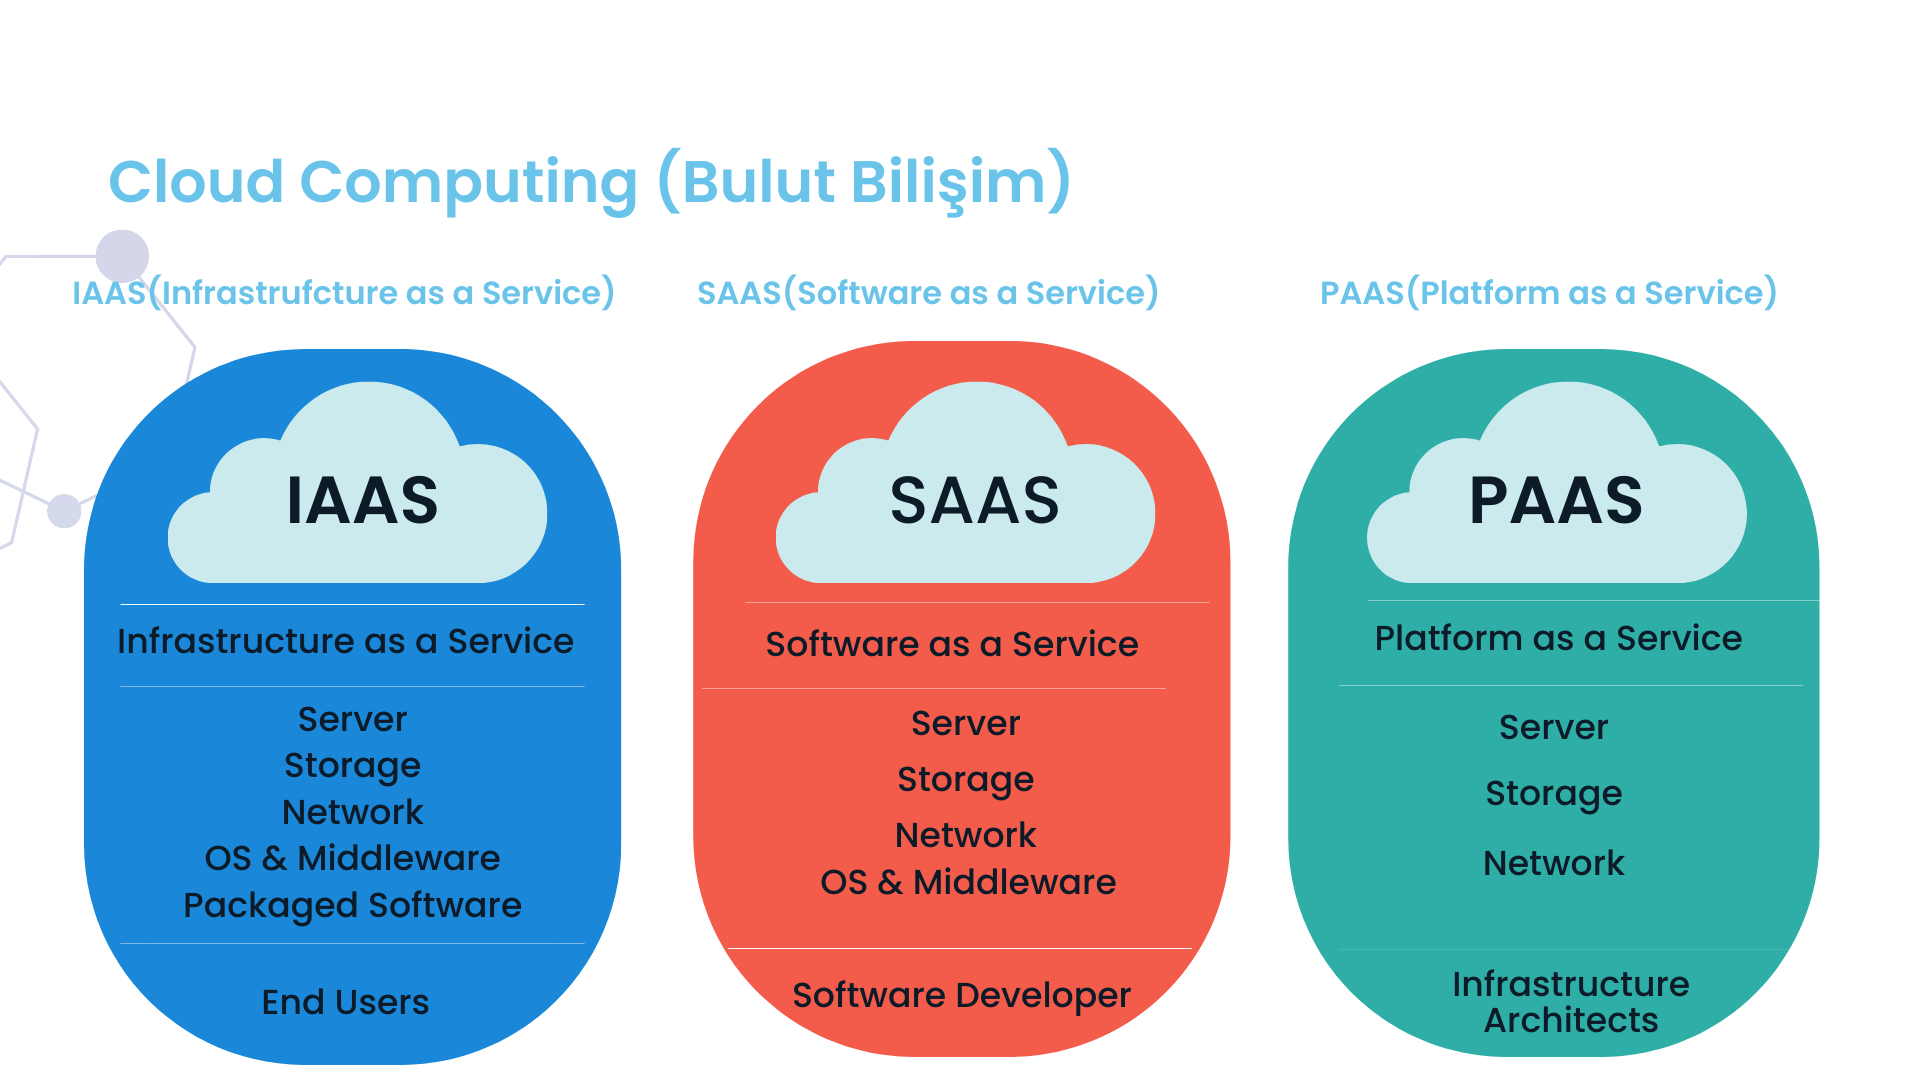 Cloud Computing (Bulut Bilişim)
IAAS(Infrastrufcture as a Service)
SAAS(Software as a Service)
PAAS(Platform as a Service)
IAAS
Infrastructure as a Service
Server
Storage
Network
OS & Middleware
Packaged Software
End Users
SAAS
Software as a Service
Server
Storage
Network
OS & Middleware
Software Developer
PAAS
Platform as a Service
Server
Storage
Network
Infrastructure
Architects